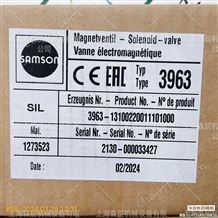 SAMSON
Magnetventil - Solenoid-valve
Vanne électromagnétique
CE EAC
Typ
Type
3963
SIL
Erzeugnis Nr. - Product No. - N° de produit
3963-13100220011101000
Mat.
1273523
Serial Nr. - Serial No. - N° de série
2130 - 000033427
02/2024